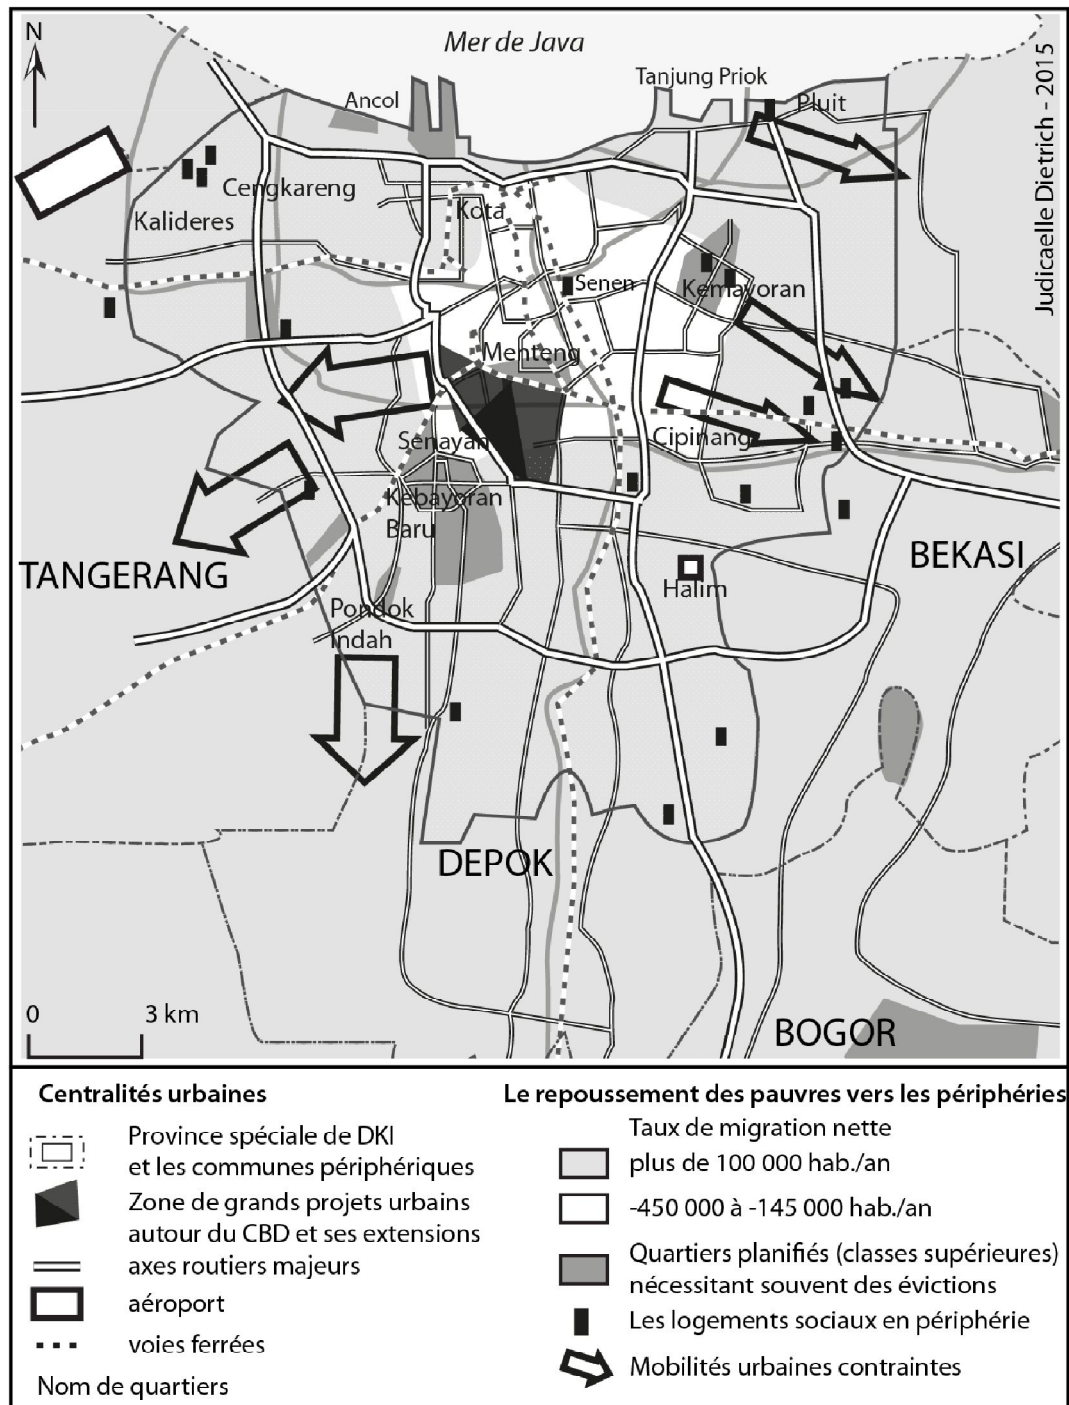 N
Mer de Java
Judicaelle Dietrich - 2015
Ancol
Tanjung Priok
Pluit
Cengkareng
Kalideres
Kota
Senen
Kemayoran
Menteng
Senayan
Cipinang
Kebayoran
Baru
TANGERANG
BEKASI
Halim
Pondok
Indah
DEPOK
BOGOR
0 3 km
Centralités urbaines
Province spéciale de DKI
et les communes périphériques
Zone de grands projets urbains
autour du CBD et ses extensions
axes routiers majeurs
aéroport
voies ferrées
Nom de quartiers
Le repoussement des pauvres vers les périphéries
Taux de migration nette
plus de 100 000 hab./an
-450 000 à -145 000 hab./an
Quartiers planifiés (classes supérieures)
nécessitant souvent des évictions
Les logements sociaux en périphérie
Mobilités urbaines contraintes